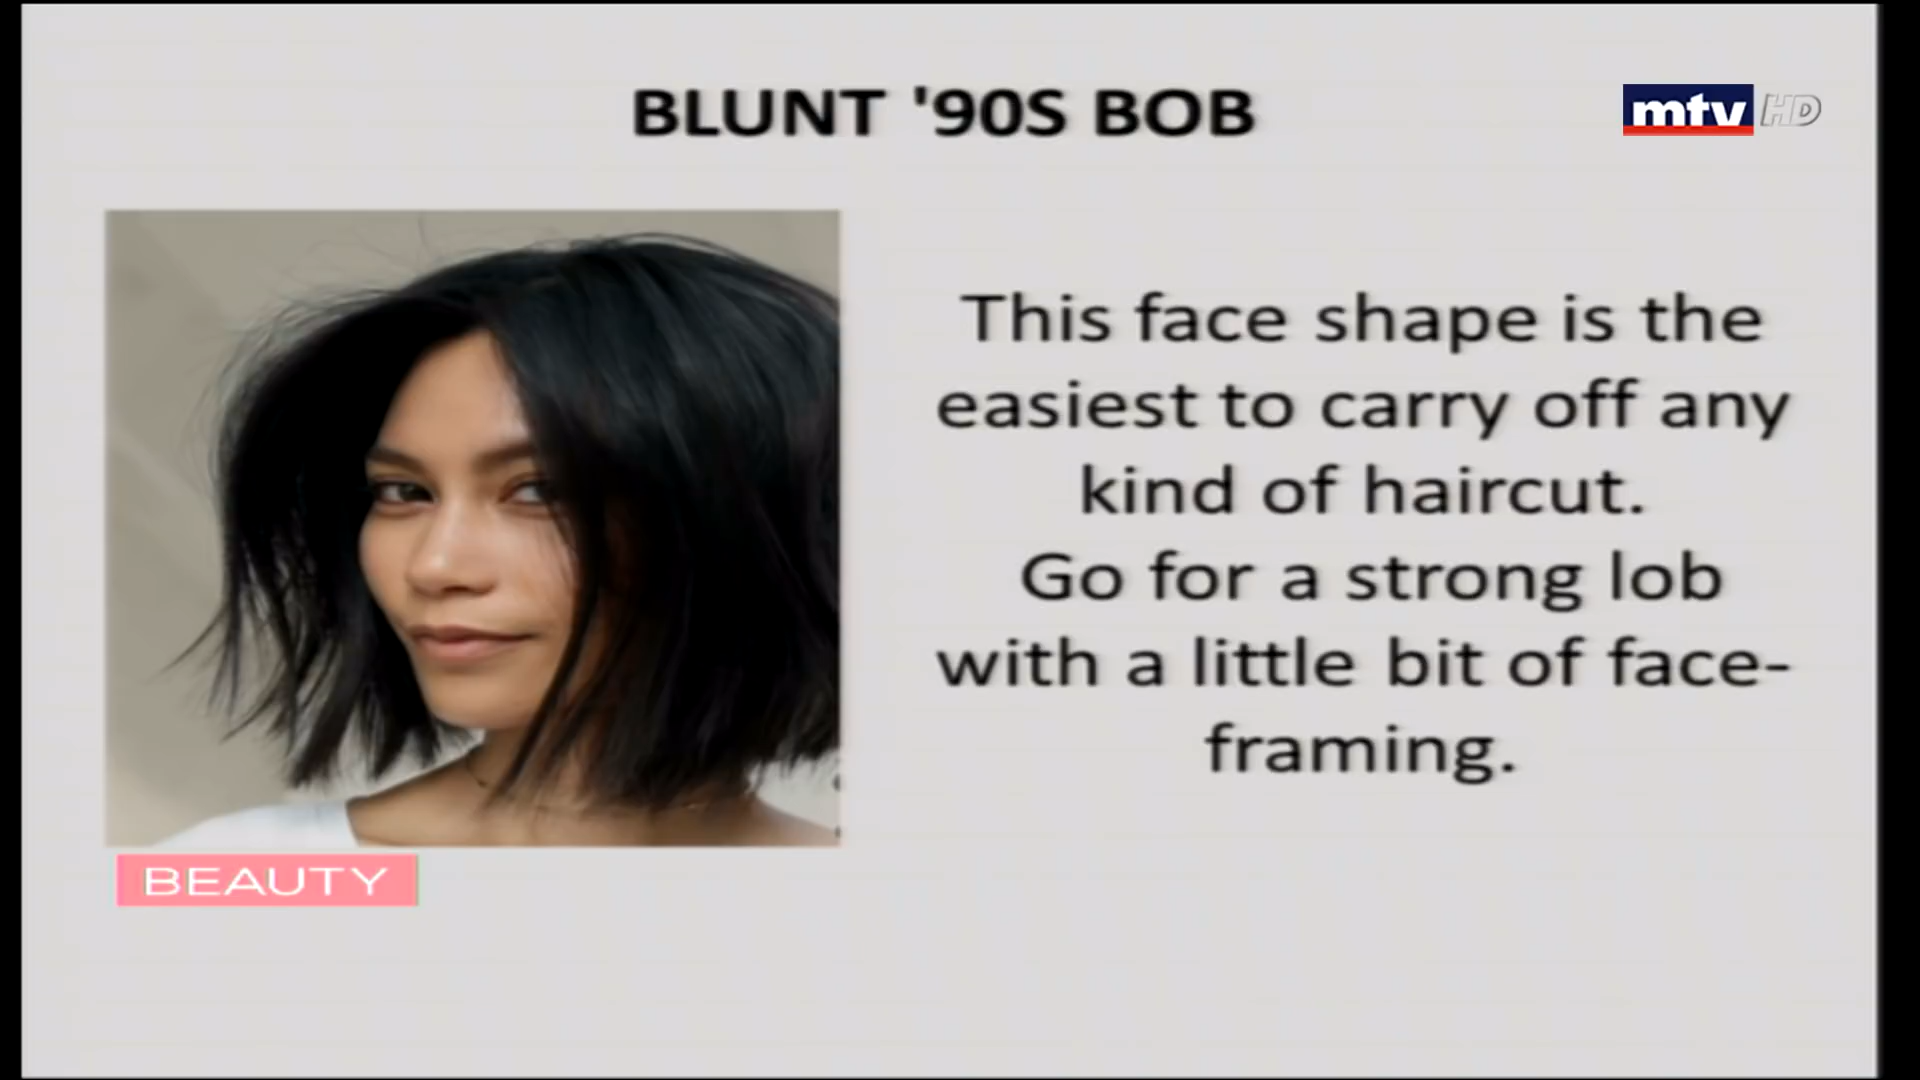 BLUNT '90S BOB
mtv HD
This face shape is the
easiest to carry off any
kind of haircut.
Go for a strong lob
with a little bit of face-
framing.
BEAUTY